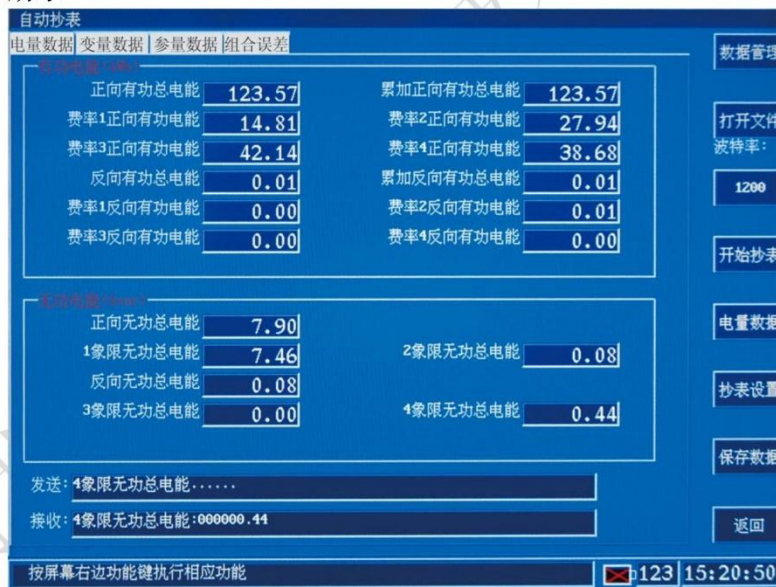 自动抄表
电量数据 变量数据 参量数据 组合误差
正向有功总电能 123.57 累加正向有功总电能 123.57
费率1正向有功电能 14.81 费率2正向有功电能 27.94
费率3正向有功电能 42.14 费率4正向有功电能 38.68
反向有功总电能 0.01 累加反向有功总电能 0.01
费率1反向有功电能 0.00 费率2反向有功电能 0.01
费率3反向有功电能 0.00 费率4反向有功电能 0.00
正向无功总电能 7.90
1象限无功总电能 7.46 2象限无功总电能 0.08
反向无功总电能 0.08
3象限无功总电能 0.00 4象限无功总电能 0.44
发送: 4象限无功总电能......
接收: 4象限无功总电能:000000.44
按屏幕右边功能键执行相应功能 123 15:20:50
数据管理
打开文件
波特率:
1200
开始抄表
电量数据
抄表设置
保存数据
返回